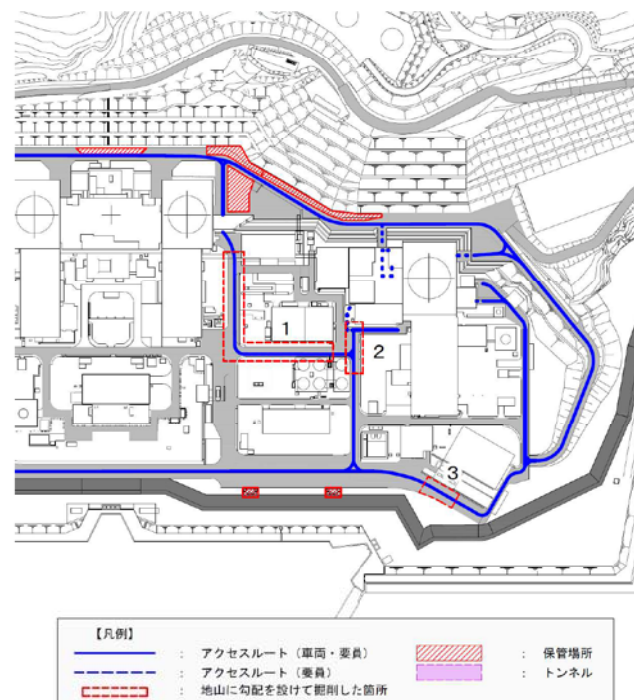 1
2
3
【凡例】
： アクセスルート（車両・要員） ： 保管場所
： アクセスルート（要員） ： トンネル
： 地山に勾配を設けて掘削した箇所